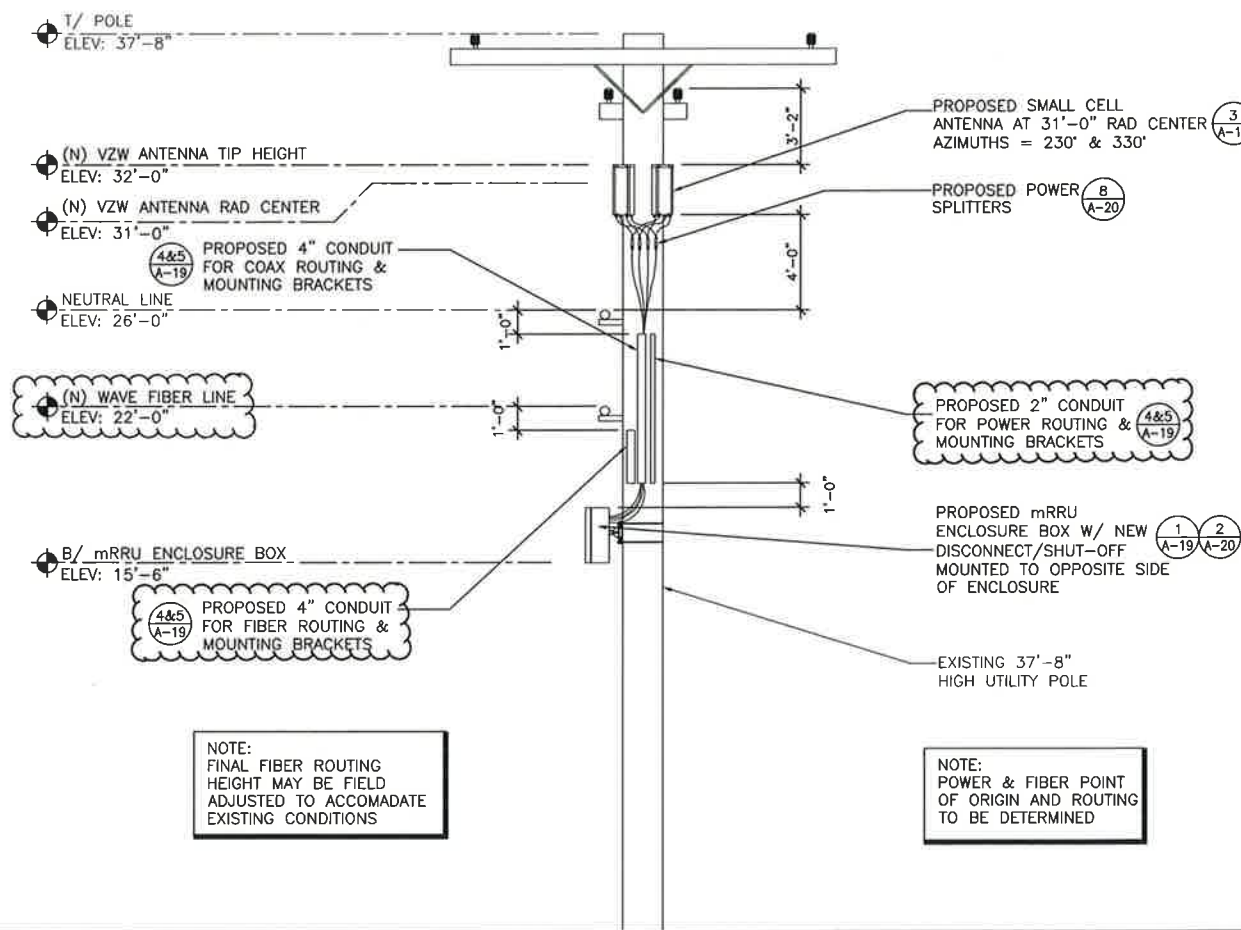 T/ POLE
ELEV: 37'-8"
(N) VZW ANTENNA TIP HEIGHT
ELEV: 32'-0"
(N) VZW ANTENNA RAD CENTER
ELEV: 31'-0"
4&5
A-19
PROPOSED 4" CONDUIT
FOR COAX ROUTING &
MOUNTING BRACKETS
NEUTRAL LINE
ELEV: 26'-0"
(N) WAVE FIBER LINE
ELEV: 22'-0"
B/ mRRU ENCLOSURE BOX
ELEV: 15'-6"
4&5
A-19
PROPOSED 4" CONDUIT
FOR FIBER ROUTING &
MOUNTING BRACKETS
NOTE:
FINAL FIBER ROUTING
HEIGHT MAY BE FIELD
ADJUSTED TO ACCOMADATE
EXISTING CONDITIONS
1'-0"
1'-0"
3'-2"
4'-0"
1'-0"
PROPOSED SMALL CELL
ANTENNA AT 31'-0" RAD CENTER
AZIMUTHS = 230° & 330°
3
A-1
PROPOSED POWER
SPLITTERS
8
A-20
PROPOSED 2" CONDUIT
FOR POWER ROUTING &
MOUNTING BRACKETS
4&5
A-19
PROPOSED mRRU
ENCLOSURE BOX W/ NEW
DISCONNECT/SHUT-OFF
MOUNTED TO OPPOSITE SIDE
OF ENCLOSURE
1
A-19
2
A-20
EXISTING 37'-8"
HIGH UTILITY POLE
NOTE:
POWER & FIBER POINT
OF ORIGIN AND ROUTING
TO BE DETERMINED